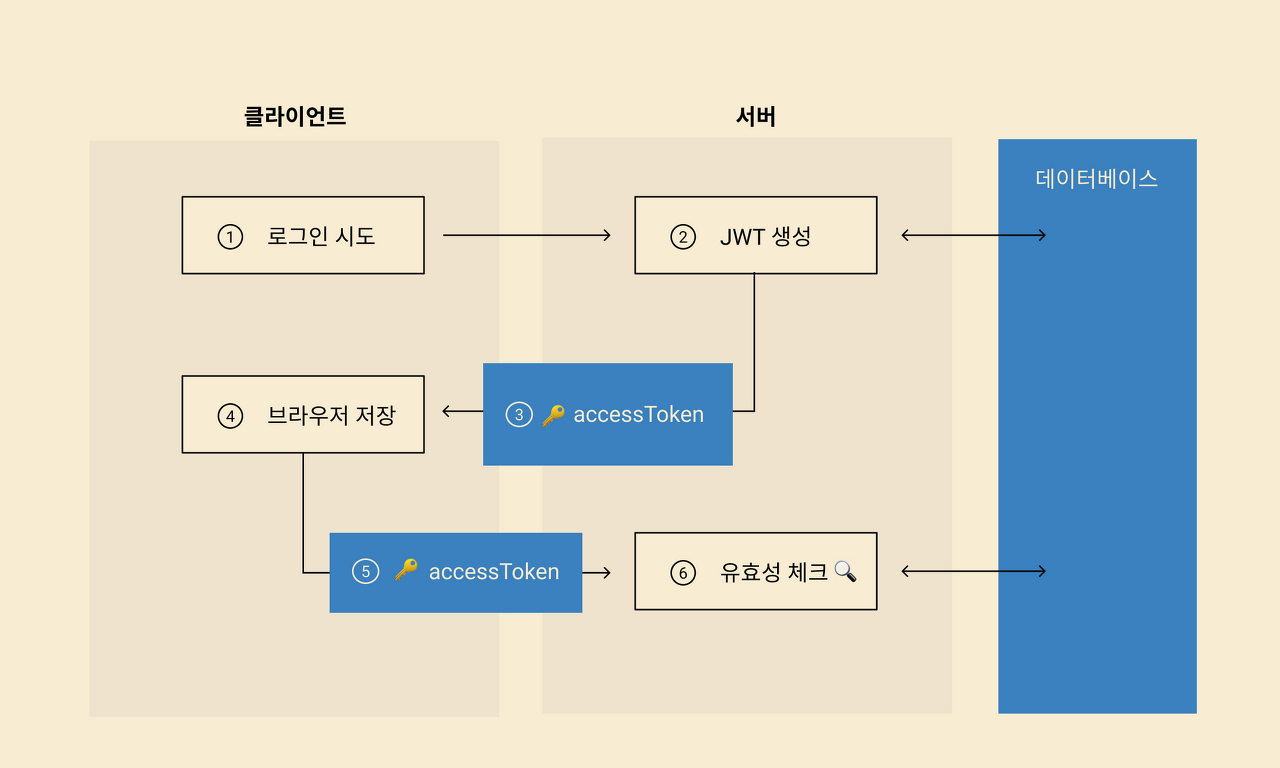 클라이언트
서버
데이터베이스
① 로그인 시도
② JWT 생성
③ 🔑 accessToken
④ 브라우저 저장
⑤ 🔑 accessToken
⑥ 유효성 체크 🔍